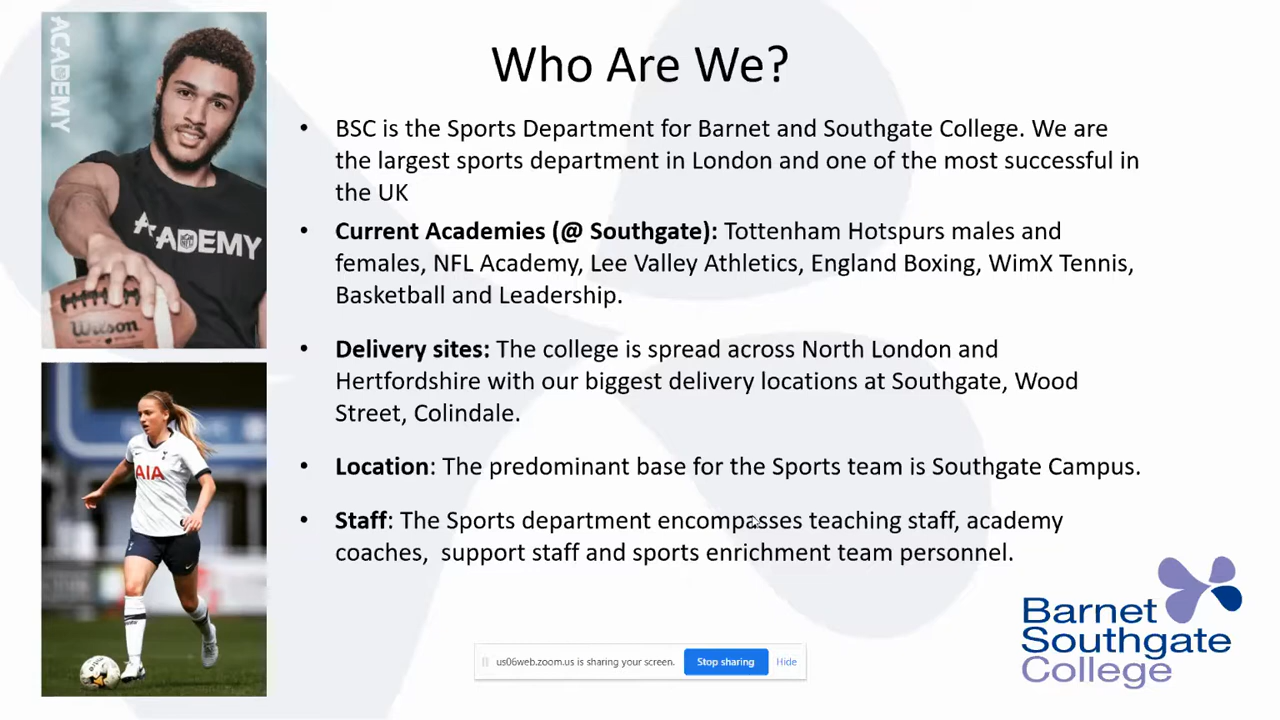 Who Are We?
• BSC is the Sports Department for Barnet and Southgate College. We are
the largest sports department in London and one of the most successful in
the UK
• Current Academies (@ Southgate): Tottenham Hotspurs males and
females, NFL Academy, Lee Valley Athletics, England Boxing, WimX Tennis,
Basketball and Leadership.
• Delivery sites: The college is spread across North London and
Hertfordshire with our biggest delivery locations at Southgate, Wood
Street, Colindale.
• Location: The predominant base for the Sports team is Southgate Campus.
• Staff: The Sports department encompasses teaching staff, academy
coaches, support staff and sports enrichment team personnel.
ACADEMY
ACADEMY
Wilson
AIA
Barnet
Southgate
College
us06web.zoom.us is sharing your screen. Stop sharing Hide